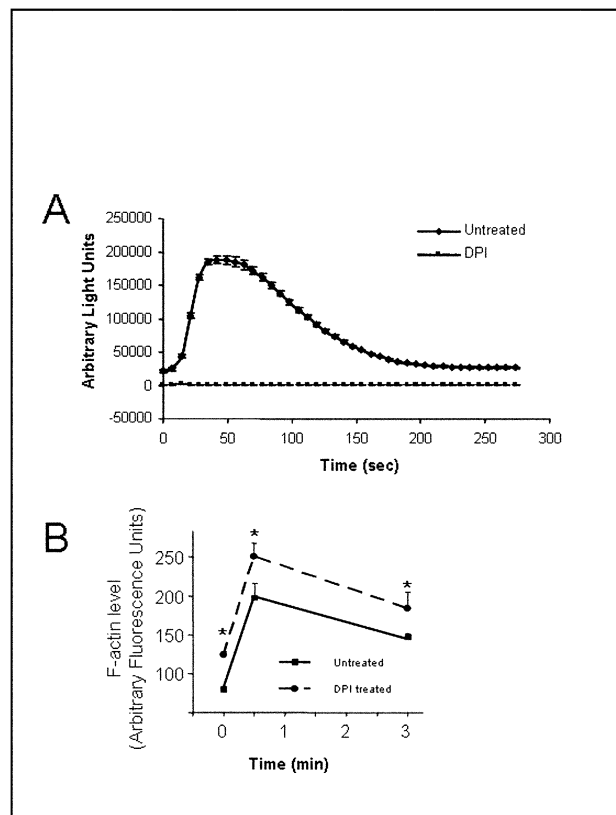 A
Arbitrary Light Units
250000
200000
150000
100000
50000
0
-50000
0 50 100 150 200 250 300
Time (sec)
Untreated
DPI
B
F-actin level
(Arbitrary Fluorescence Units)
250
200
150
100
* * *
Untreated
DPI treated
0 1 2 3
Time (min)